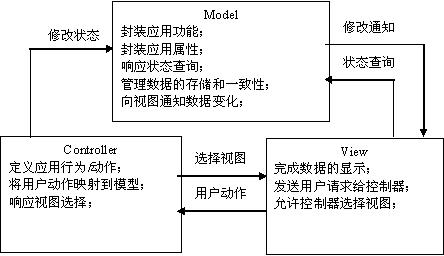 Model
封装应用功能;
封装应用属性;
响应状态查询;
管理数据的存储和一致性;
向视图通知数据变化;
修改状态
修改通知
状态查询
Controller
定义应用行为/动作;
将用户动作映射到模型;
响应视图选择;
选择视图
用户动作
View
完成数据的显示;
发送用户请求给控制器;
允许控制器选择视图;